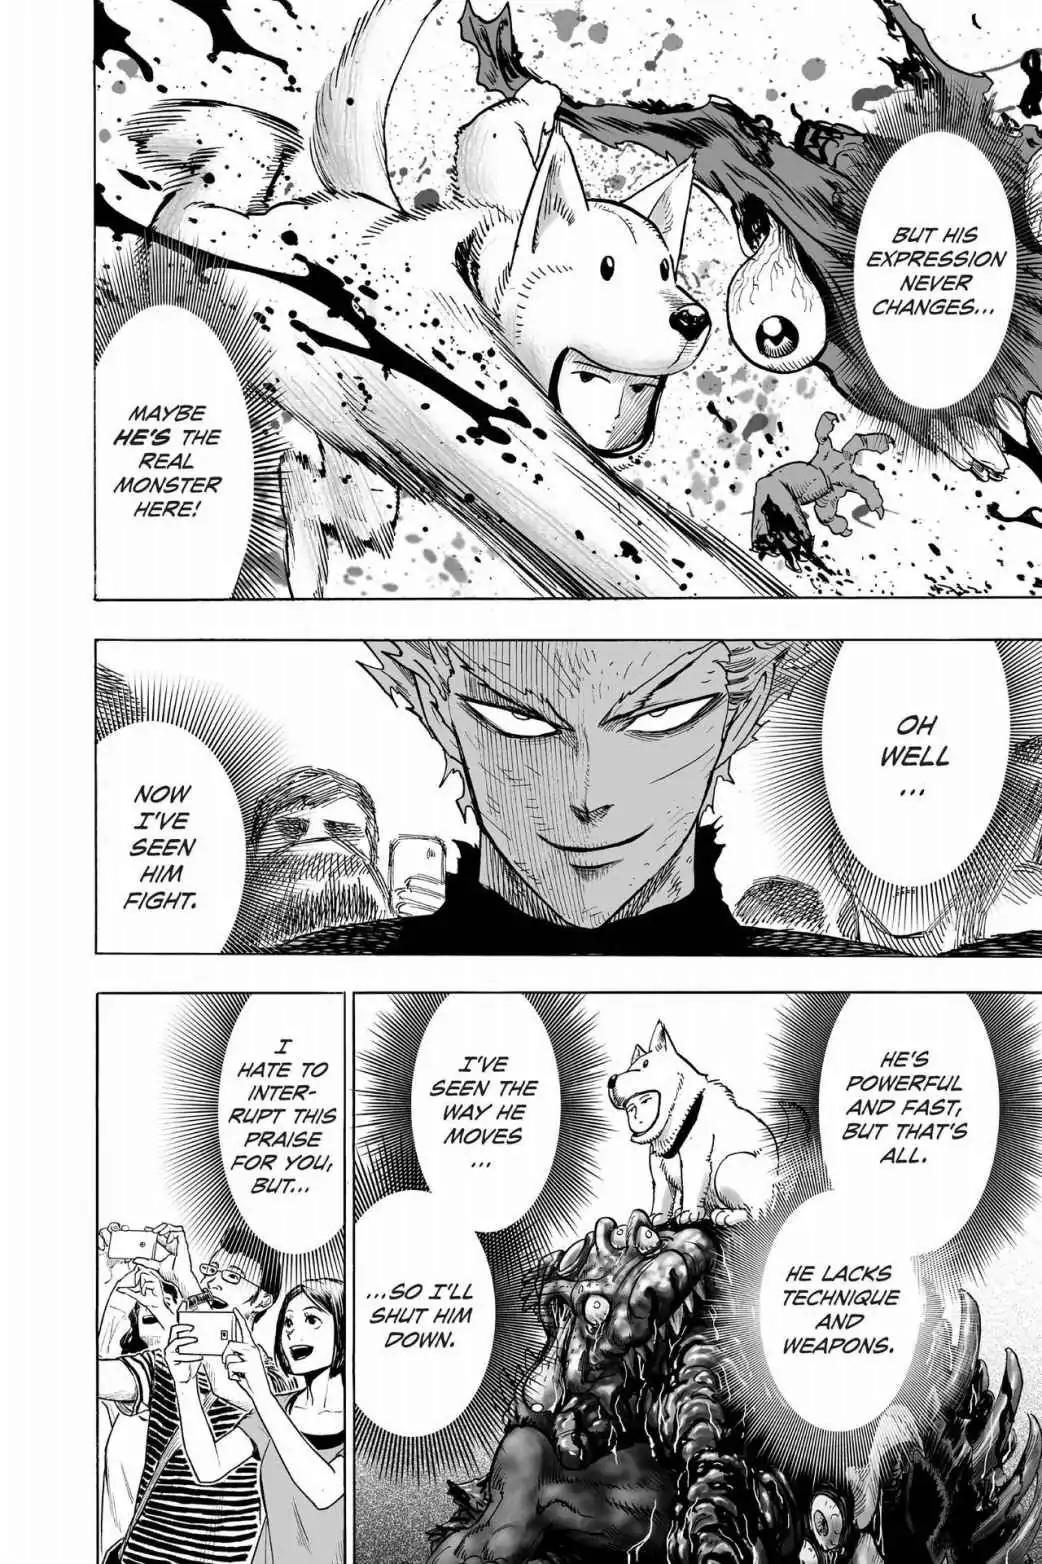 BUT HIS
EXPRESSION
NEVER
CHANGES...
MAYBE
HE'S THE
REAL
MONSTER
HERE!
OH
WELL
...
NOW
I'VE
SEEN
HIM
FIGHT.
HE'S
POWERFUL
AND FAST,
BUT THAT'S
ALL.
HE LACKS
TECHNIQUE
AND
WEAPONS.
I'VE
SEEN THE
WAY HE
MOVES
...
...SO I'LL
SHUT HIM
DOWN.
I
HATE TO
INTER-
RUPT THIS
PRAISE
FOR YOU,
BUT...